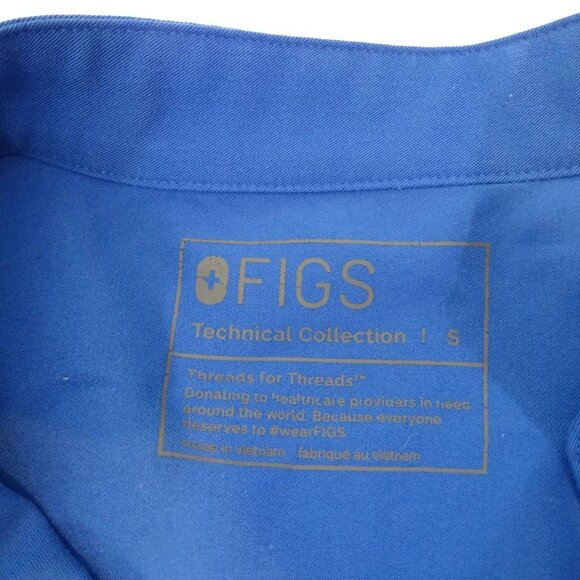 FIGS
Technical Collection | S
Threads for Threads™
Donating to healthcare providers in need
around the world. Because everyone
deserves to #wearFIGS
made in vietnam fabriqué au vietnam